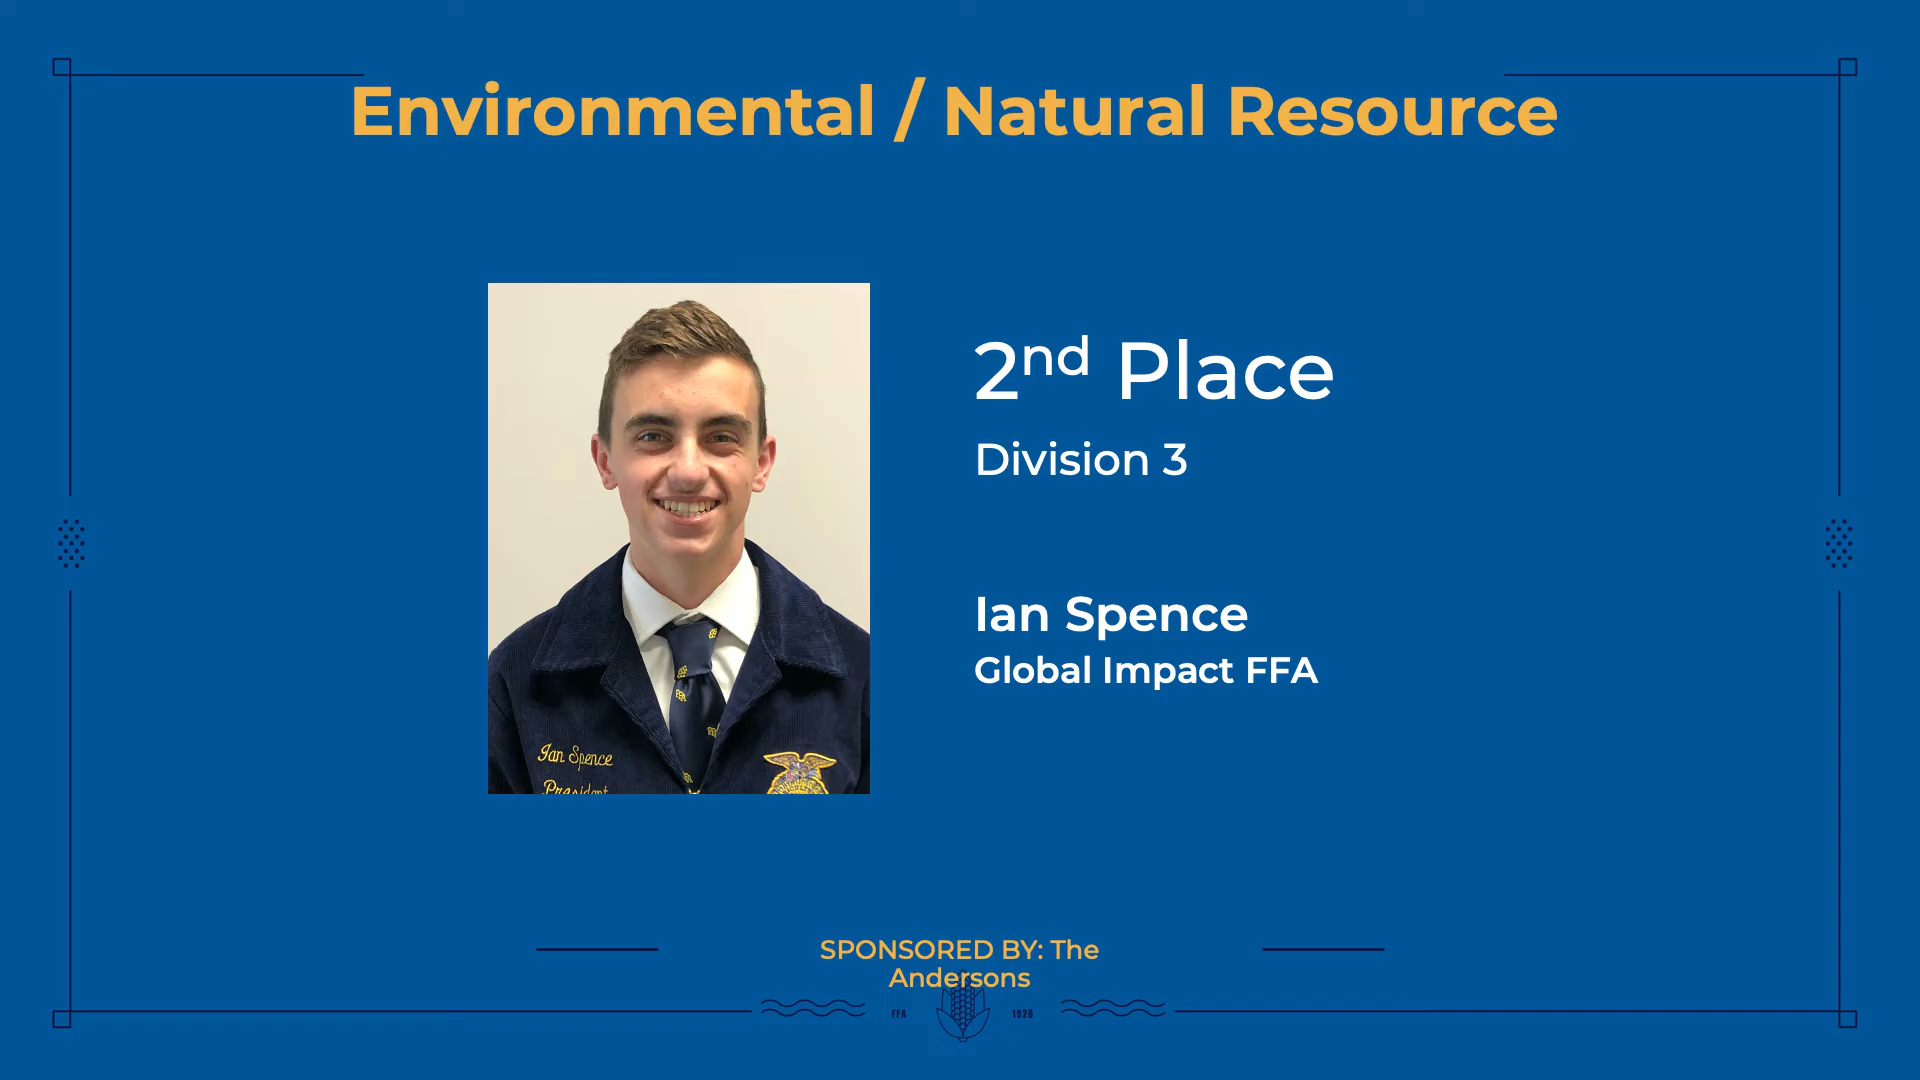 Environmental / Natural Resource
2nd Place
Division 3
Ian Spence
Global Impact FFA
Ian Spence
President
SPONSORED BY: The
Andersons
FFA 1928